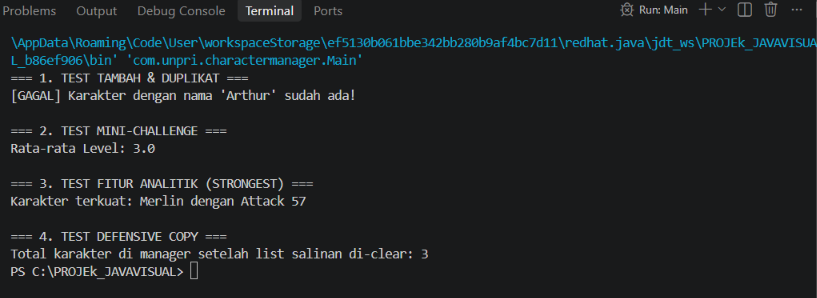 Problems Output Debug Console Terminal Ports Run: Main
\AppData\Roaming\Code\User\workspaceStorage\ef5130b061bbe342bb280b9af4bc7d11\redhat.java\jdt_ws\PROJEk_JAVAVISUA
L_b86ef906\bin' 'com.unpri.charactermanager.Main'
=== 1. TEST TAMBAH & DUPLIKAT ===
[GAGAL] Karakter dengan nama 'Arthur' sudah ada!
=== 2. TEST MINI-CHALLENGE ===
Rata-rata Level: 3.0
=== 3. TEST FITUR ANALITIK (STRONGEST) ===
Karakter terkuat: Merlin dengan Attack 57
=== 4. TEST DEFENSIVE COPY ===
Total karakter di manager setelah list salinan di-clear: 3
PS C:\PROJEk_JAVAVISUAL>